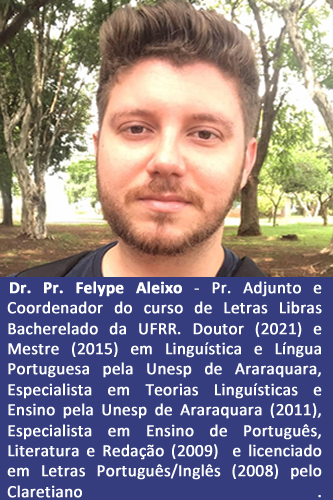 Dr. Pr. Felype Aleixo - Pr. Adjunto e
Coordenador do curso de Letras Libras
Bacherelado da UFRR. Doutor (2021) e
Mestre (2015) em Linguística e Língua
Portuguesa pela Unesp de Araraquara,
Especialista em Teorias Linguísticas e
Ensino pela Unesp de Araraquara (2011),
Especialista em Ensino de Português,
Literatura e Redação (2009) e licenciado
em Letras Português/Inglês (2008) pelo
Claretiano .